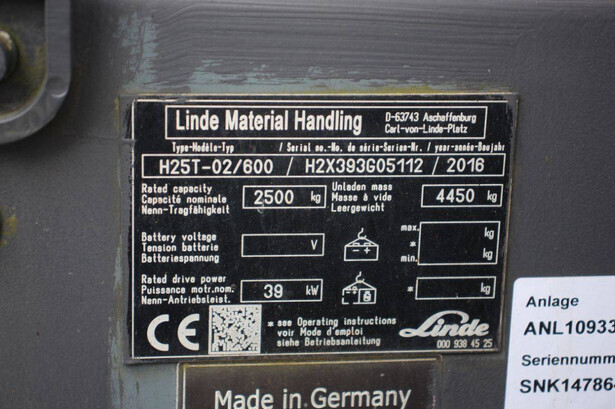 Linde Material Handling
D-63743 Aschaffenburg
Carl-von-Linde-Platz
Type-Modèle-Typ / Serial no.-No. de série-Serien-Nr. / year-année-Baujahr
H25T-02/600 / H2X393G05112 / 2016
Rated capacity
Capacité nominale
Nenn-Tragfähigkeit
2500 kg
Unladen mass
Masse à vide
Leergewicht
4450 kg
Battery voltage
Tension batterie
Batteriespannung
V
- +
max.
*
min.
kg
kg
Rated drive power
Puissance motr.nom.
Nenn-Antriebsleist.
39 kW
* kg
CE
* see Operating instructions
voir Mode d'emploi
siehe Betriebsanleitung
Linde
000 938 45 25
Made in Germany
Anlage
ANL10933
Seriennumm
SNK14786